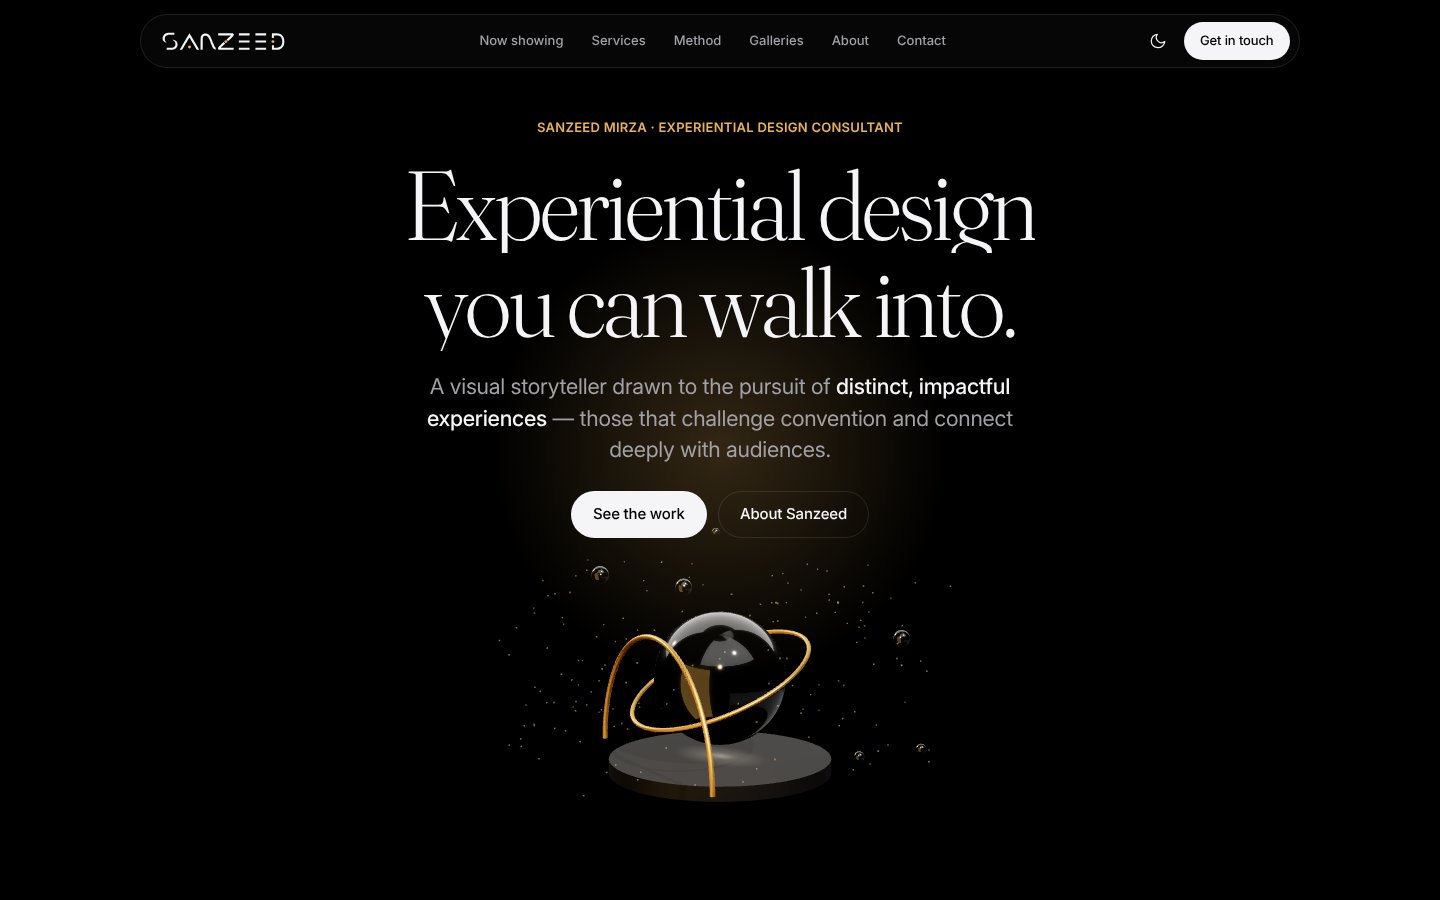 SANZEED
Now showing
Services
Method
Galleries
About
Contact
Get in touch
SANZEED MIRZA · EXPERIENTIAL DESIGN CONSULTANT
Experiential design
you can walk into.
A visual storyteller drawn to the pursuit of distinct, impactful
experiences — those that challenge convention and connect
deeply with audiences.
See the work
About Sanzeed